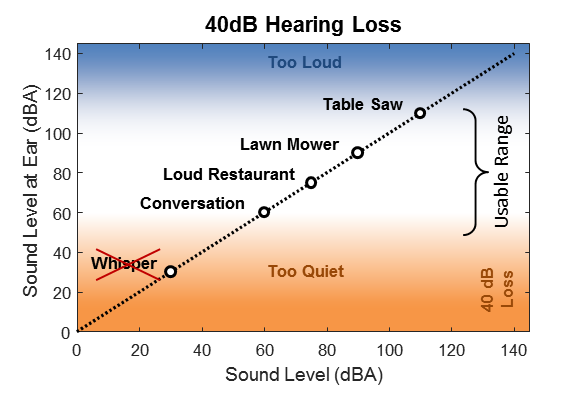 40dB Hearing Loss
Too Loud
Table Saw
Lawn Mower
Loud Restaurant
Conversation
Whisper
Too Quiet
Usable Range
40 dB
Loss
Sound Level at Ear (dBA)
140
120
100
80
60
40
20
0
0 20 40 60 80 100 120 140
Sound Level (dBA)